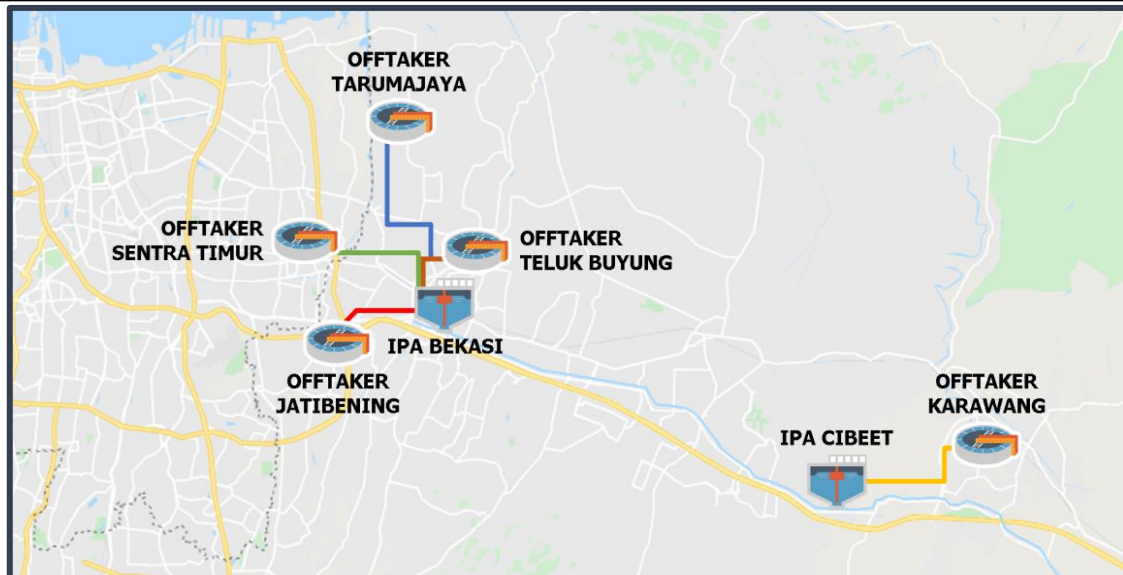 OFFTAKER
TARUMAJAYA
OFFTAKER
SENTRA TIMUR
OFFTAKER
TELUK BUYUNG
IPA BEKASI
OFFTAKER
JATIBENING
OFFTAKER
KARAWANG
IPA CIBEET